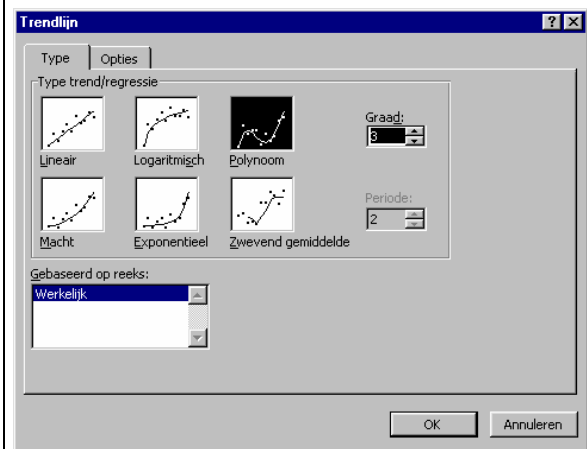 Trendlijn
Type Opties
Type trend/regressie
Graad:
3
Lineair Logaritmisch Polynoom
Periode:
2
Macht Exponentieel Zwevend gemiddelde
Gebaseerd op reeks:
Werkelijk
OK Annuleren